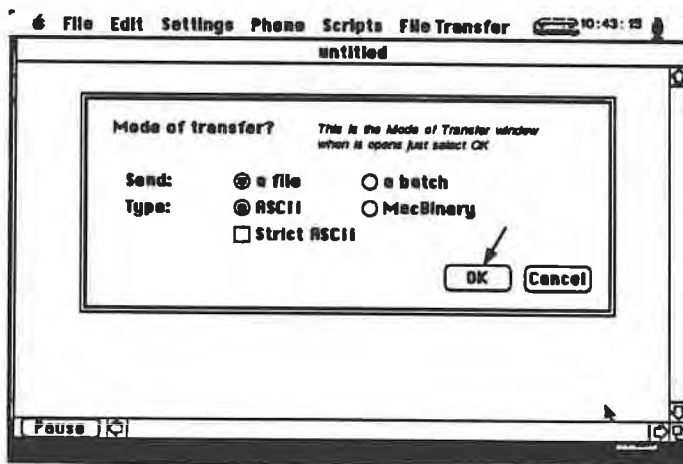 File Edit Settings Phone Scripts File Transfer 10:43:13
untitled
Mode of transfer?
This is the Mode of Transfer window
when is opens just select OK
Send: a file a batch
Type: ASCII MacBinary
Strict ASCII
OK Cancel
Pause